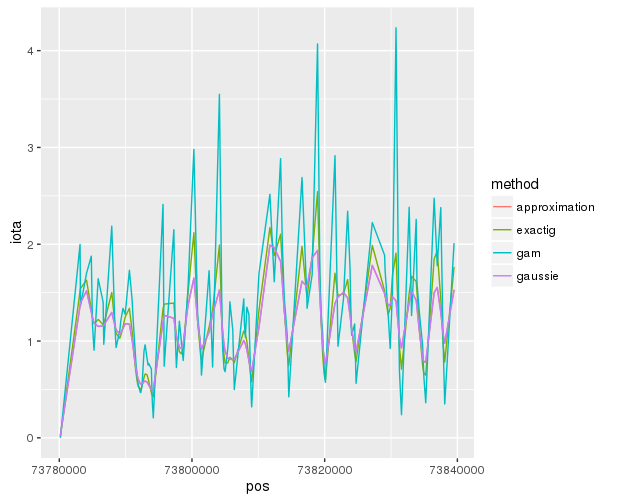 4
3
2
1
0
iota
73780000
73800000
73820000
73840000
pos
method
approximation
exactig
gam
gaussie